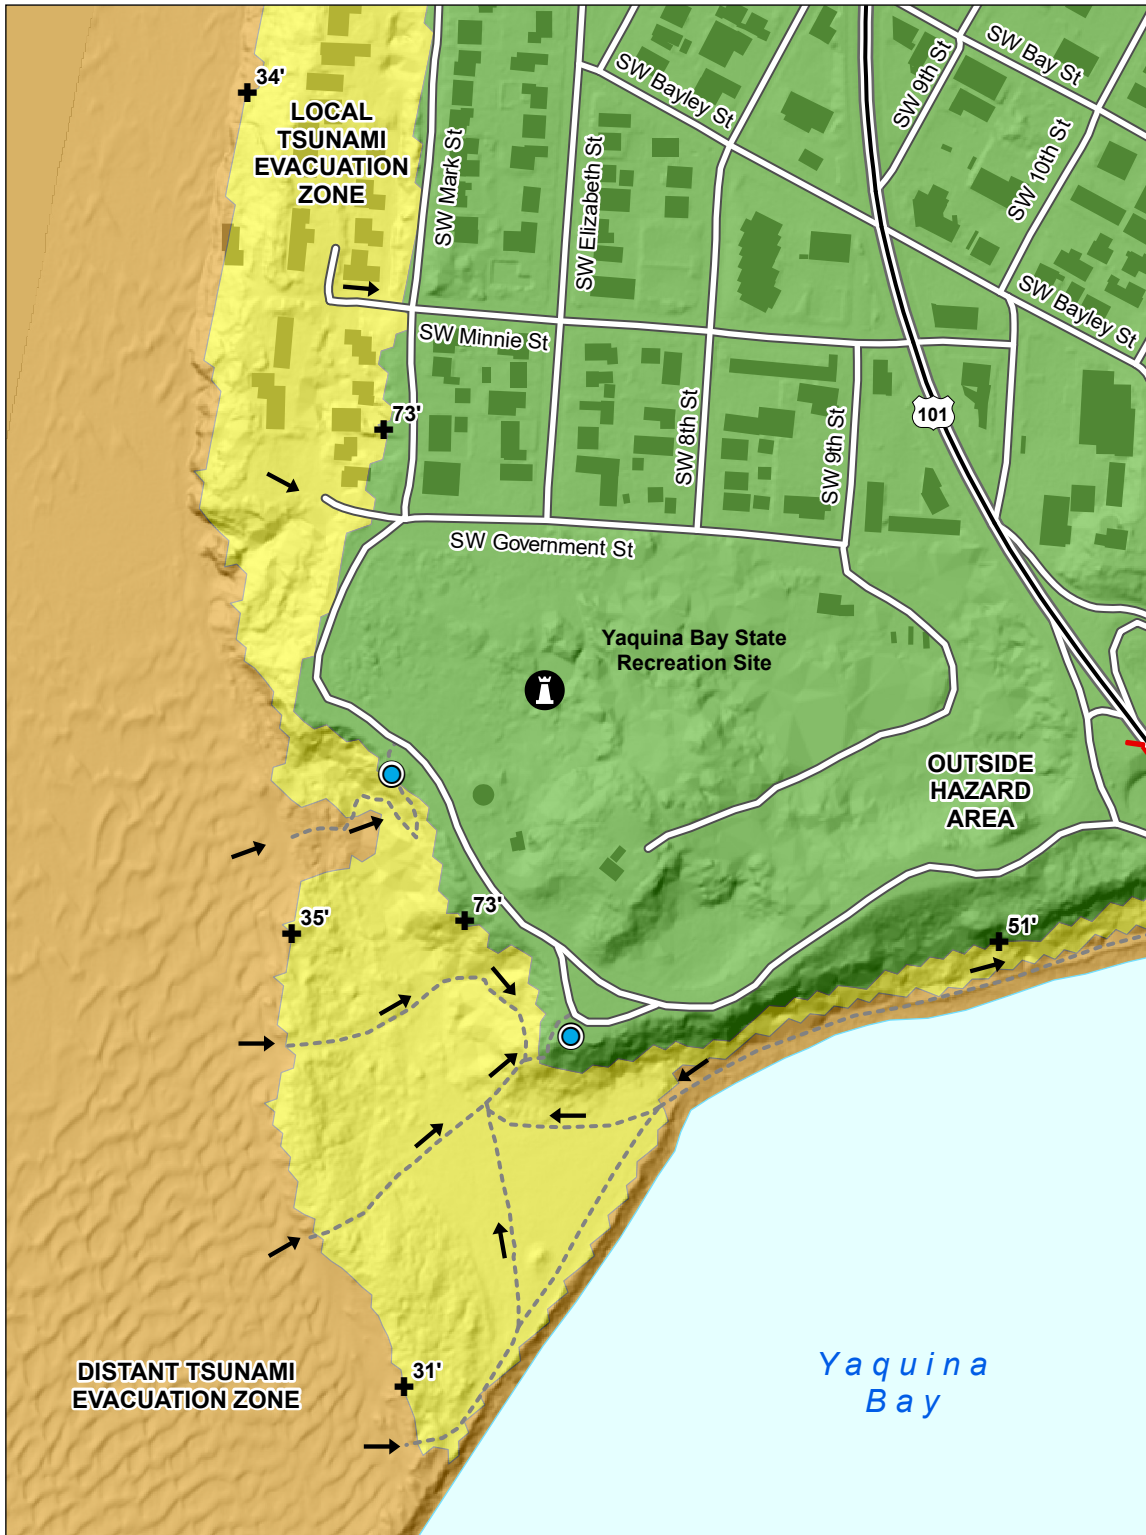 34'
LOCAL
TSUNAMI
EVACUATION
ZONE
SW Mark St
SW Elizabeth St
SW Bayley St
SW 9th St
SW Bay St
SW 10th St
SW Bayley St
SW Minnie St
73'
SW 8th St
SW 9th St
101
SW Government St
Yaquina Bay State
Recreation Site
OUTSIDE
HAZARD
AREA
35'
73'
51'
31'
DISTANT TSUNAMI
EVACUATION ZONE
Yaquina
Bay